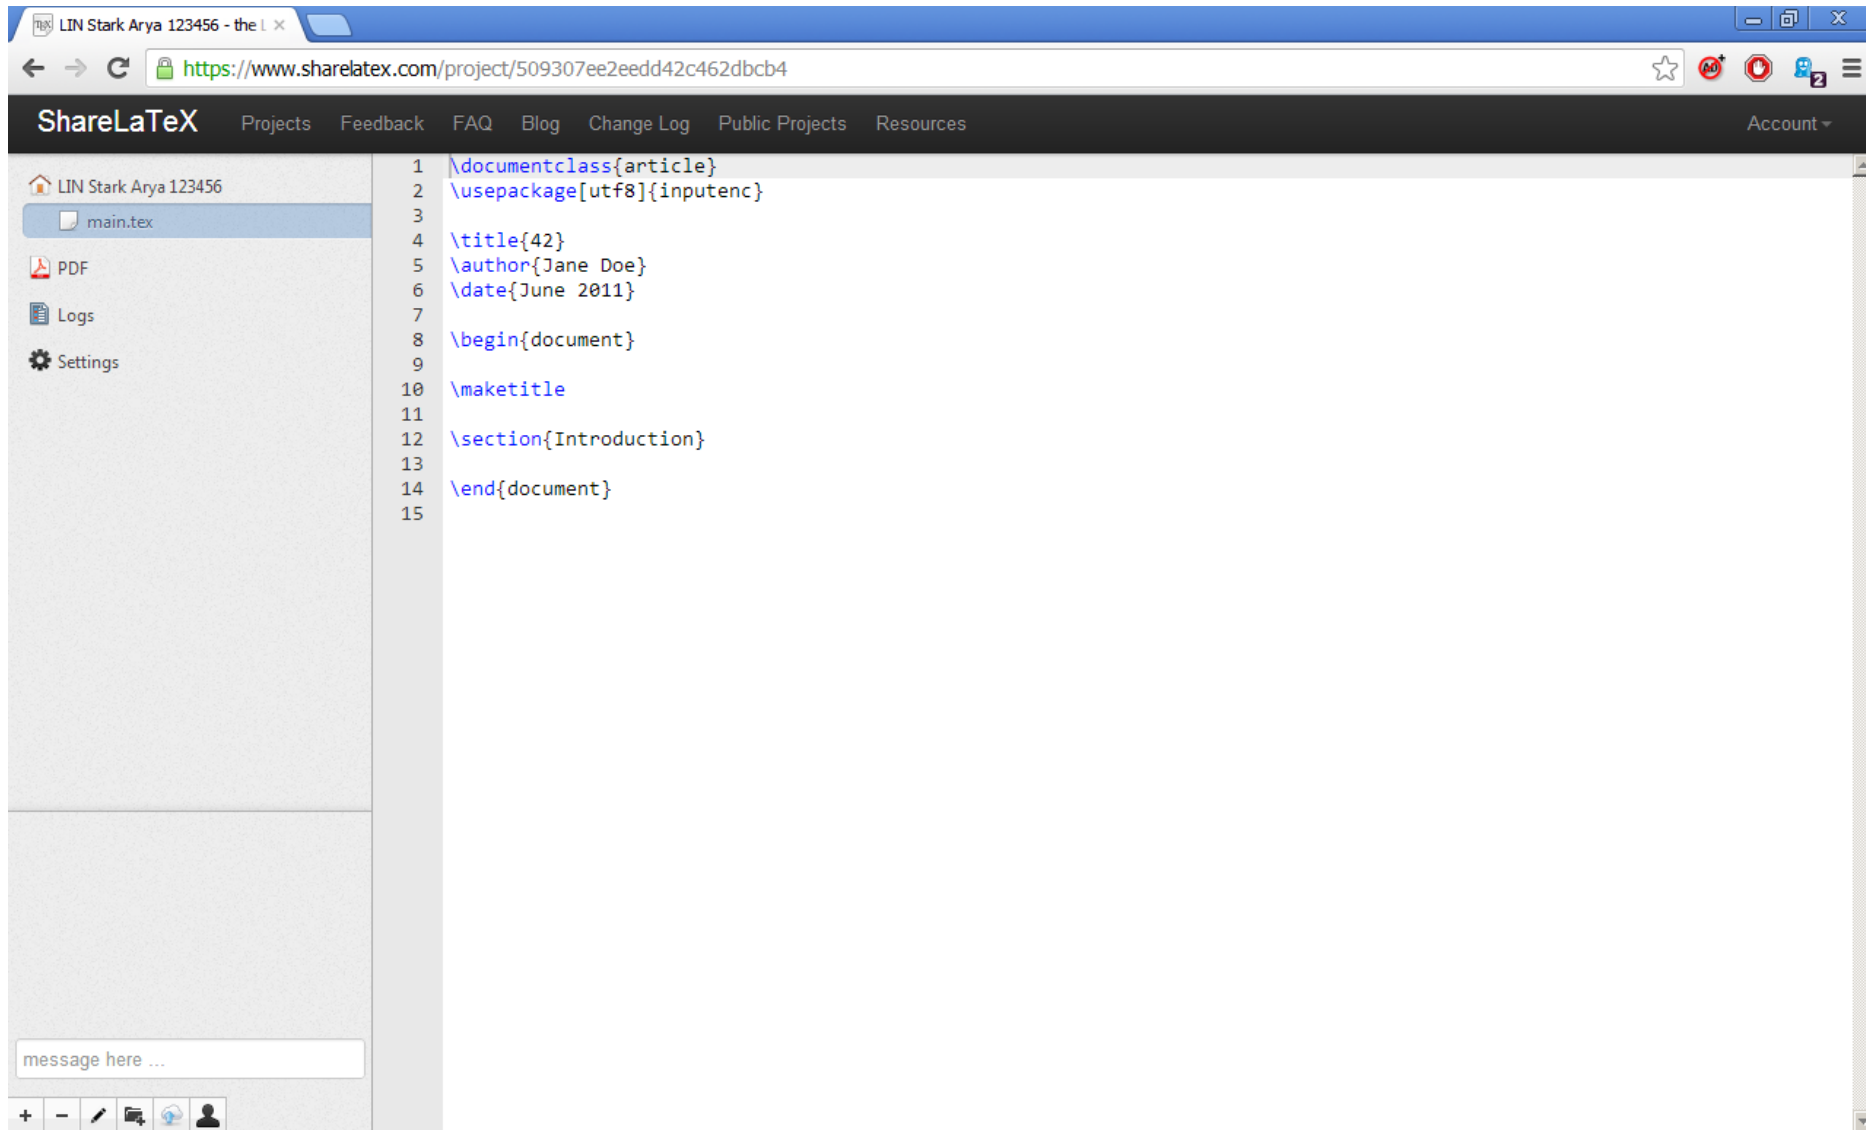 LIN Stark Arya 123456 - the L
https://www.sharelatex.com/project/509307ee2eedd42c462dbcb4
2
ShareLaTeX Projects Feedback FAQ Blog Change Log Public Projects Resources Account
LIN Stark Arya 123456
main.tex
PDF
Logs
Settings
1 \documentclass{article}
2 \usepackage[utf8]{inputenc}
3
4 \title{42}
5 \author{Jane Doe}
6 \date{June 2011}
7
8 \begin{document}
9
10 \maketitle
11
12 \section{Introduction}
13
14 \end{document}
15
message here ...